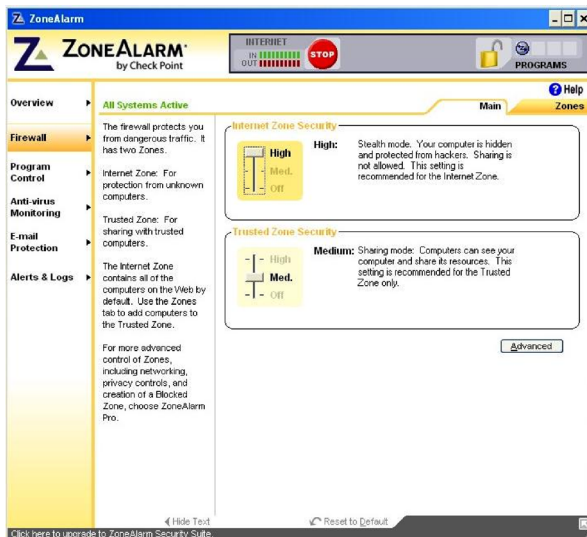 ZoneAlarm
ZONEALARM
by Check Point
INTERNET
IN
OUT
STOP
PROGRAMS
Help
Overview
Firewall
Program
Control
Anti-virus
Monitoring
E-mail
Protection
Alerts & Logs
All Systems Active
Main
Zones
The firewall protects you
from dangerous traffic. It
has two Zones.
Internet Zone: For
protection from unknown
computers.
Trusted Zone: For
sharing with trusted
computers.
The Internet Zone
contains all of the
computers on the Web by
default. Use the Zones
tab to add computers to
the Trusted Zone.
For more advanced
control of Zones,
including networking,
privacy controls, and
creation of a Blocked
Zone, choose ZoneAlarm
Pro.
Internet Zone Security
High
Med.
Off
High: Stealth mode. Your computer is hidden
and protected from hackers. Sharing is
not allowed. This setting is
recommended for the Internet Zone.
Trusted Zone Security
High
Med.
Off
Medium: Sharing mode: Computers can see your
computer and share its resources. This
setting is recommended for the Trusted
Zone only.
Advanced
Hide Text
Reset to Default
Click here to upgrade to ZoneAlarm Security Suite.